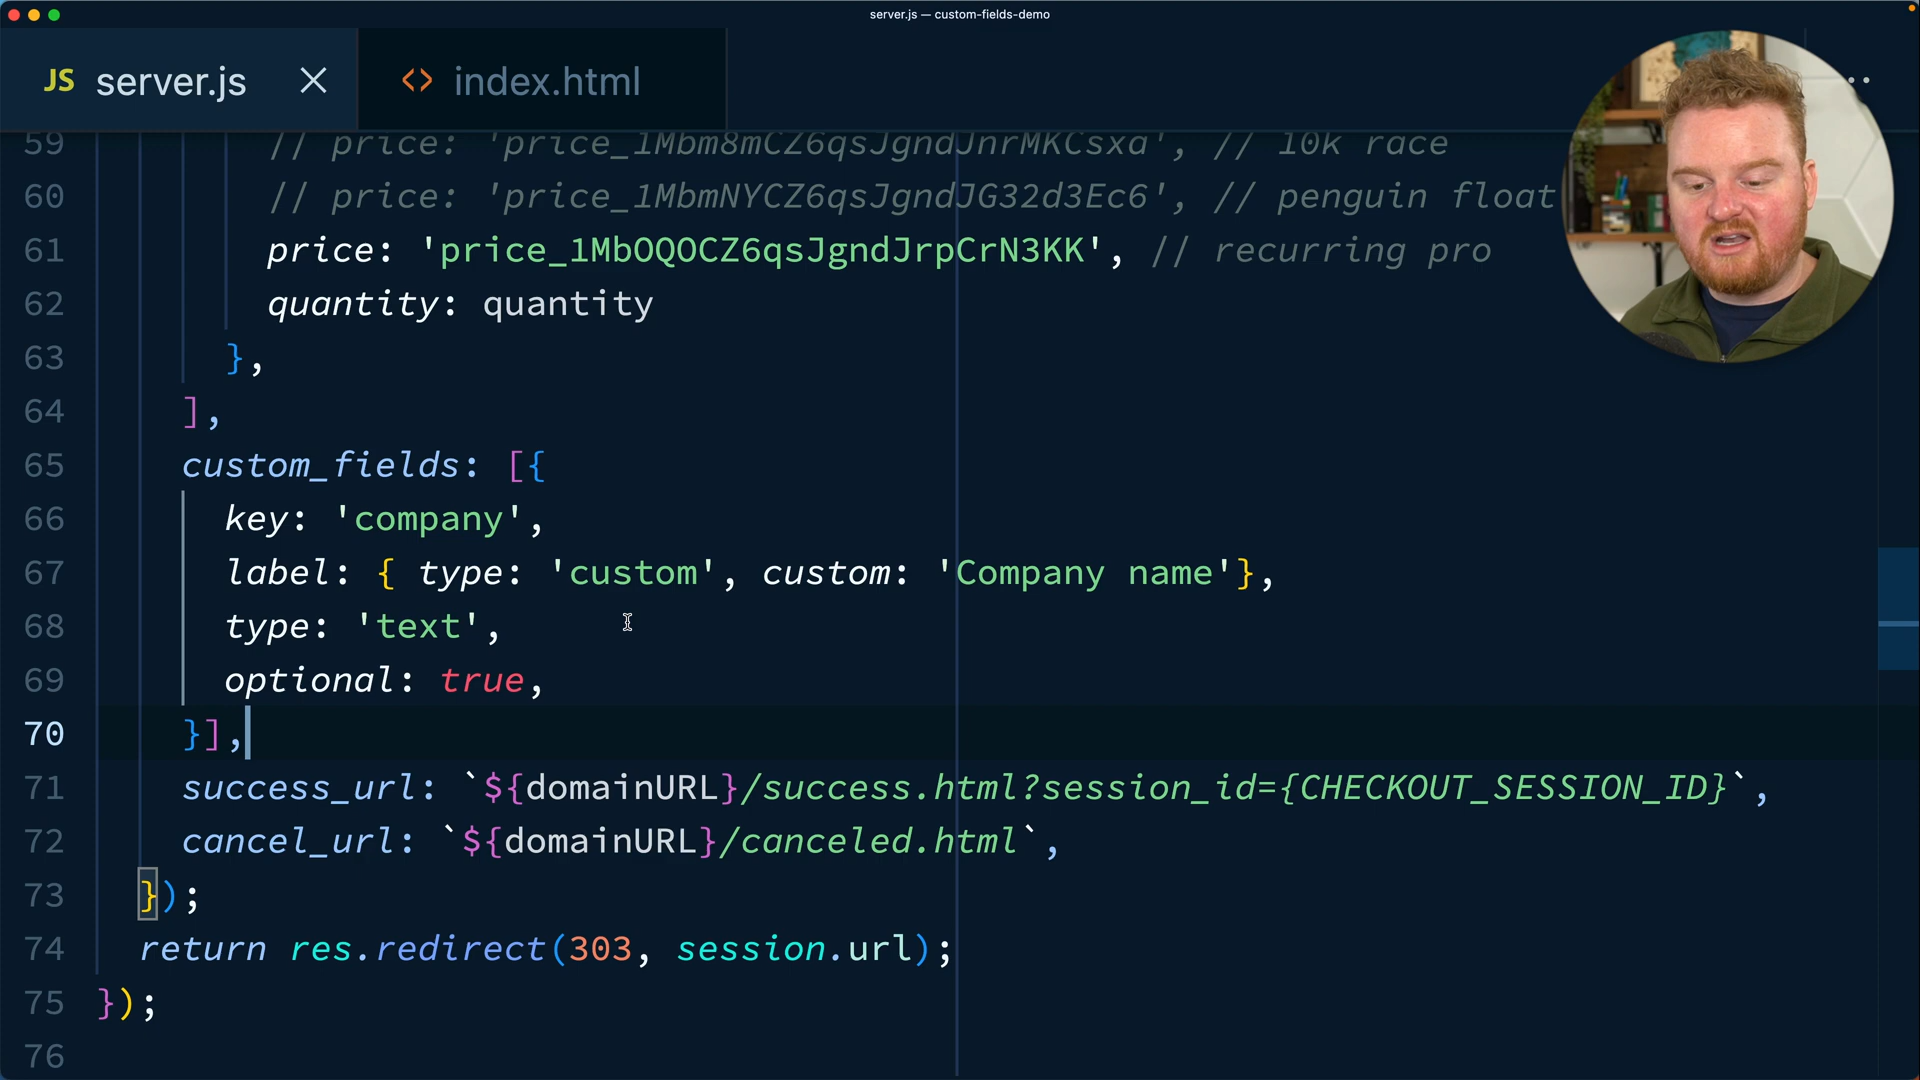 server.js — custom-fields-demo
JS server.js
<> index.html
59 // price: 'price_1Mbm8mCZ6qsJgndJnrMKCsxa', // 10k race
60 // price: 'price_1MbmNYCZ6qsJgndJG32d3Ec6', // penguin float
61 price: 'price_1MbOQOCZ6qsJgndJrpCrN3KK', // recurring pro
62 quantity: quantity
63 },
64 ],
65 custom_fields: [{
66 key: 'company',
67 label: { type: 'custom', custom: 'Company name'},
68 type: 'text',
69 optional: true,
70 }],
71 success_url: `${domainURL}/success.html?session_id={CHECKOUT_SESSION_ID}`,
72 cancel_url: `${domainURL}/canceled.html`,
73 });
74 return res.redirect(303, session.url);
75 });
76